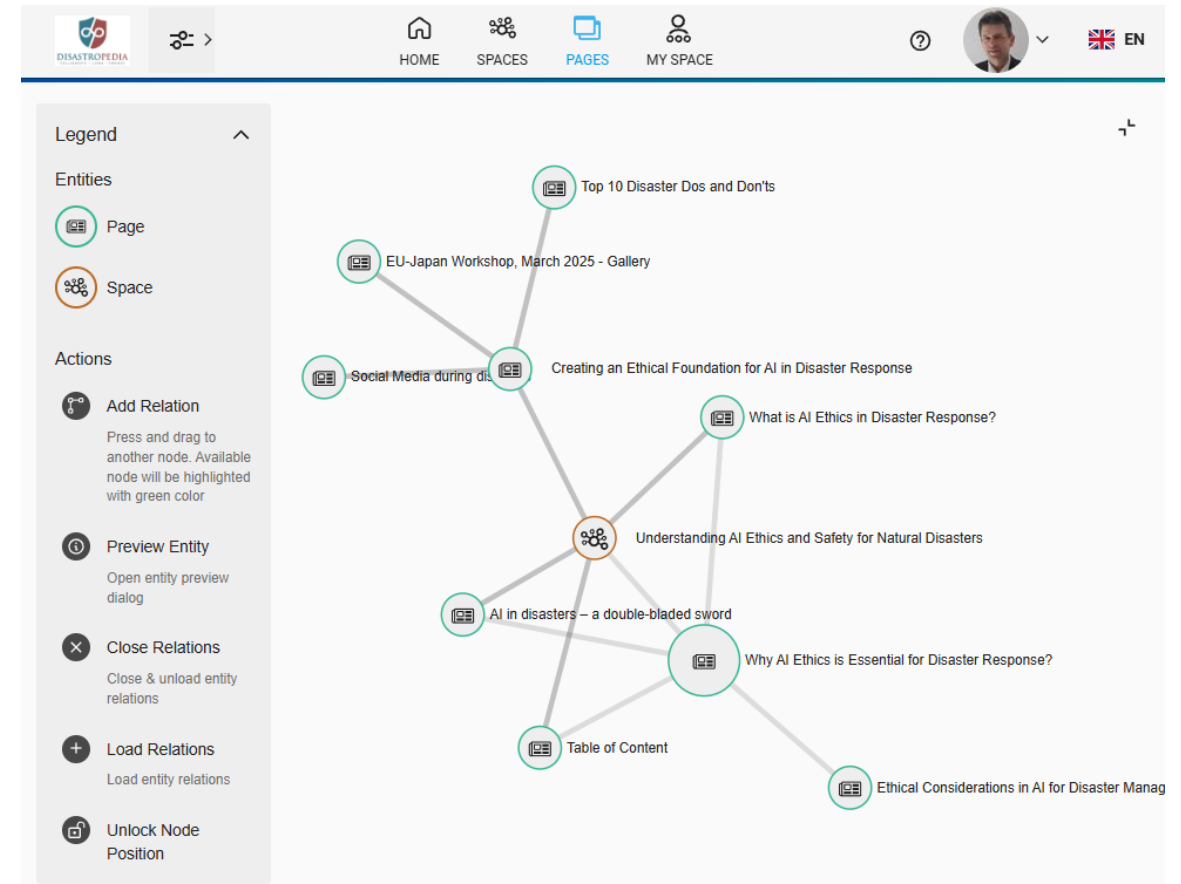 DISASTROPEDIA
HOME
SPACES
PAGES
MY SPACE
EN
Legend
Entities
Page
Space
Actions
Add Relation
Press and drag to
another node. Available
node will be highlighted
with green color
Preview Entity
Open entity preview
dialog
Close Relations
Close & unload entity
relations
Load Relations
Load entity relations
Unlock Node
Position
Top 10 Disaster Dos and Don'ts
EU-Japan Workshop, March 2025 - Gallery
Creating an Ethical Foundation for AI in Disaster Response
Social Media during
What is AI Ethics in Disaster Response?
Understanding AI Ethics and Safety for Natural Disasters
AI in disasters – a double-bladed sword
Why AI Ethics is Essential for Disaster Response?
Table of Content
Ethical Considerations in AI for Disaster Manag